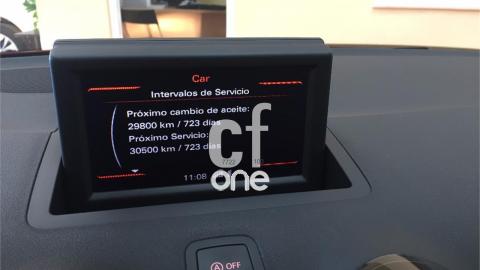 Car
Intervalos de Servicio
Próximo cambio de aceite:
29800 km / 723 días
Próximo Servicio:
30500 km / 723 días
cf
one
11:08
A OFF